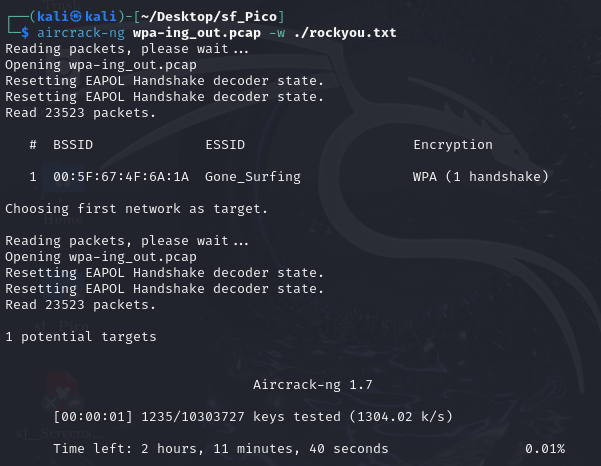 (kali㉿kali)-[~/Desktop/sf_Pico]
$ aircrack-ng wpa-ing_out.pcap -w ./rockyou.txt
Reading packets, please wait...
Opening wpa-ing_out.pcap
Resetting EAPOL Handshake decoder state.
Resetting EAPOL Handshake decoder state.
Read 23523 packets.
# BSSID ESSID Encryption
1 00:5F:67:4F:6A:1A Gone_Surfing WPA (1 handshake)
Choosing first network as target.
Reading packets, please wait...
Opening wpa-ing_out.pcap
Resetting EAPOL Handshake decoder state.
Resetting EAPOL Handshake decoder state.
Read 23523 packets.
1 potential targets
Aircrack-ng 1.7
[00:00:01] 1235/10303727 keys tested (1304.02 k/s)
Time left: 2 hours, 11 minutes, 40 seconds 0.01%